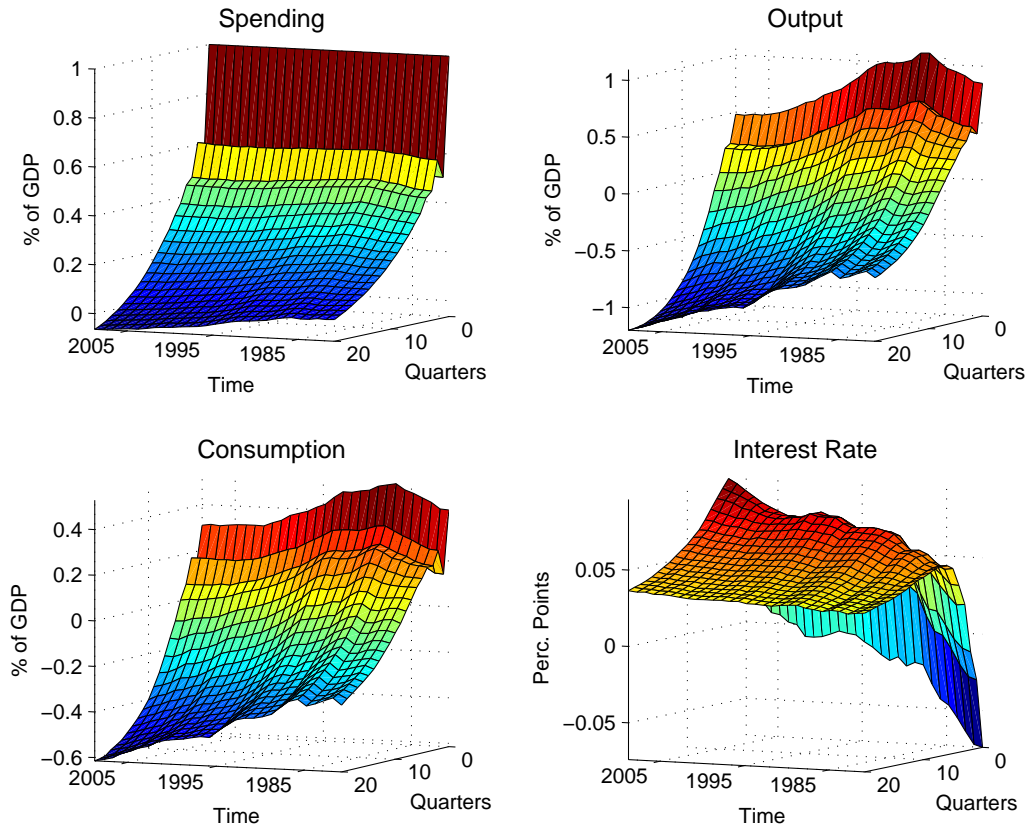 Spending
1
0.8
0.6
0.4
0.2
0
% of GDP
2005
1995
1985
Time
20
10
0
Quarters
Output
1
0.5
0
−0.5
−1
% of GDP
2005
1995
1985
Time
20
10
0
Quarters
Consumption
0.4
0.2
0
−0.2
−0.4
−0.6
% of GDP
2005
1995
1985
Time
20
10
0
Quarters
Interest Rate
0.05
0
−0.05
Perc. Points
2005
1995
1985
Time
20
10
0
Quarters